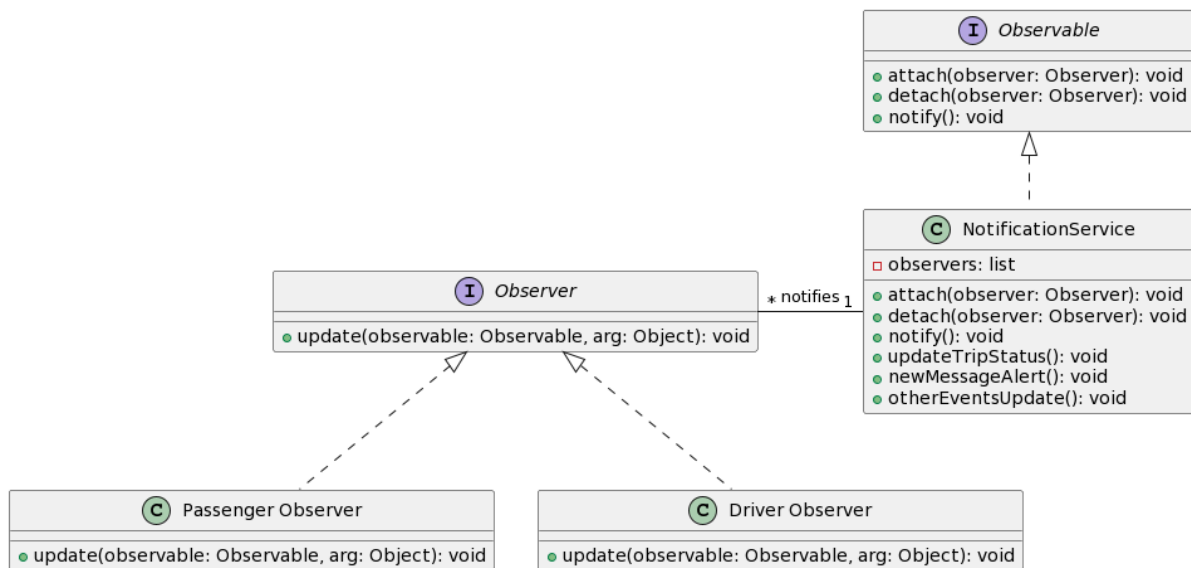 I Observable
attach(observer: Observer): void
detach(observer: Observer): void
notify(): void
C NotificationService
observers: list
attach(observer: Observer): void
detach(observer: Observer): void
notify(): void
updateTripStatus(): void
newMessageAlert(): void
otherEventsUpdate(): void
I Observer
update(observable: Observable, arg: Object): void
* notifies 1
C Passenger Observer
update(observable: Observable, arg: Object): void
C Driver Observer
update(observable: Observable, arg: Object): void